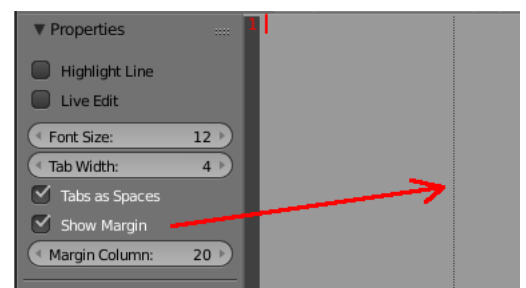 Properties
1
Highlight Line
Live Edit
Font Size: 12
Tab Width: 4
Tabs as Spaces
Show Margin
Margin Column: 20